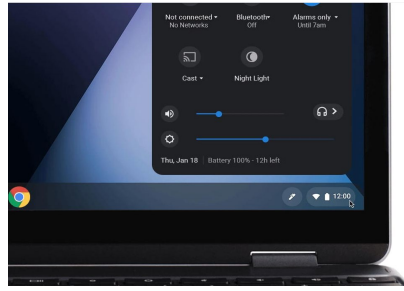 Not connected ▾
No Networks
Bluetooth▾
Off
Alarms only ▾
Until 7am
Cast ▾
Night Light
Thu, Jan 18 | Battery 100% - 12h left
12:00